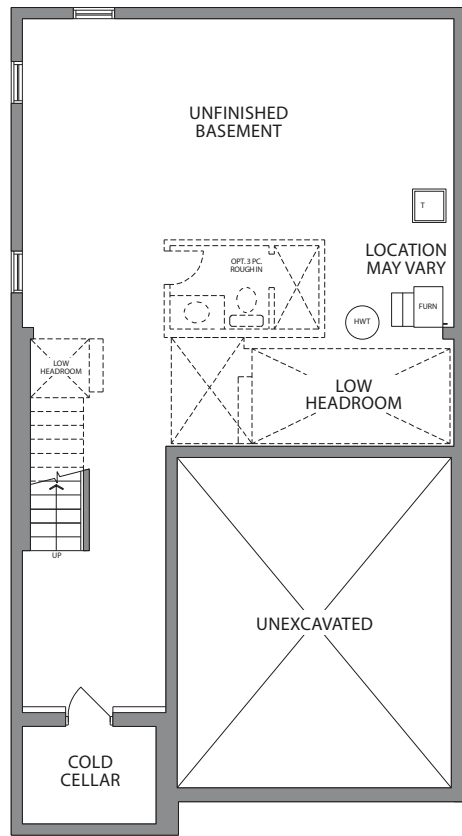 UNFINISHED
BASEMENT
T
OPT. 3 PC.
ROUGH IN
LOCATION
MAY VARY
FURN
HWT
LOW
HEADROOM
LOW
HEADROOM
UP
UNEXCAVATED
COLD
CELLAR